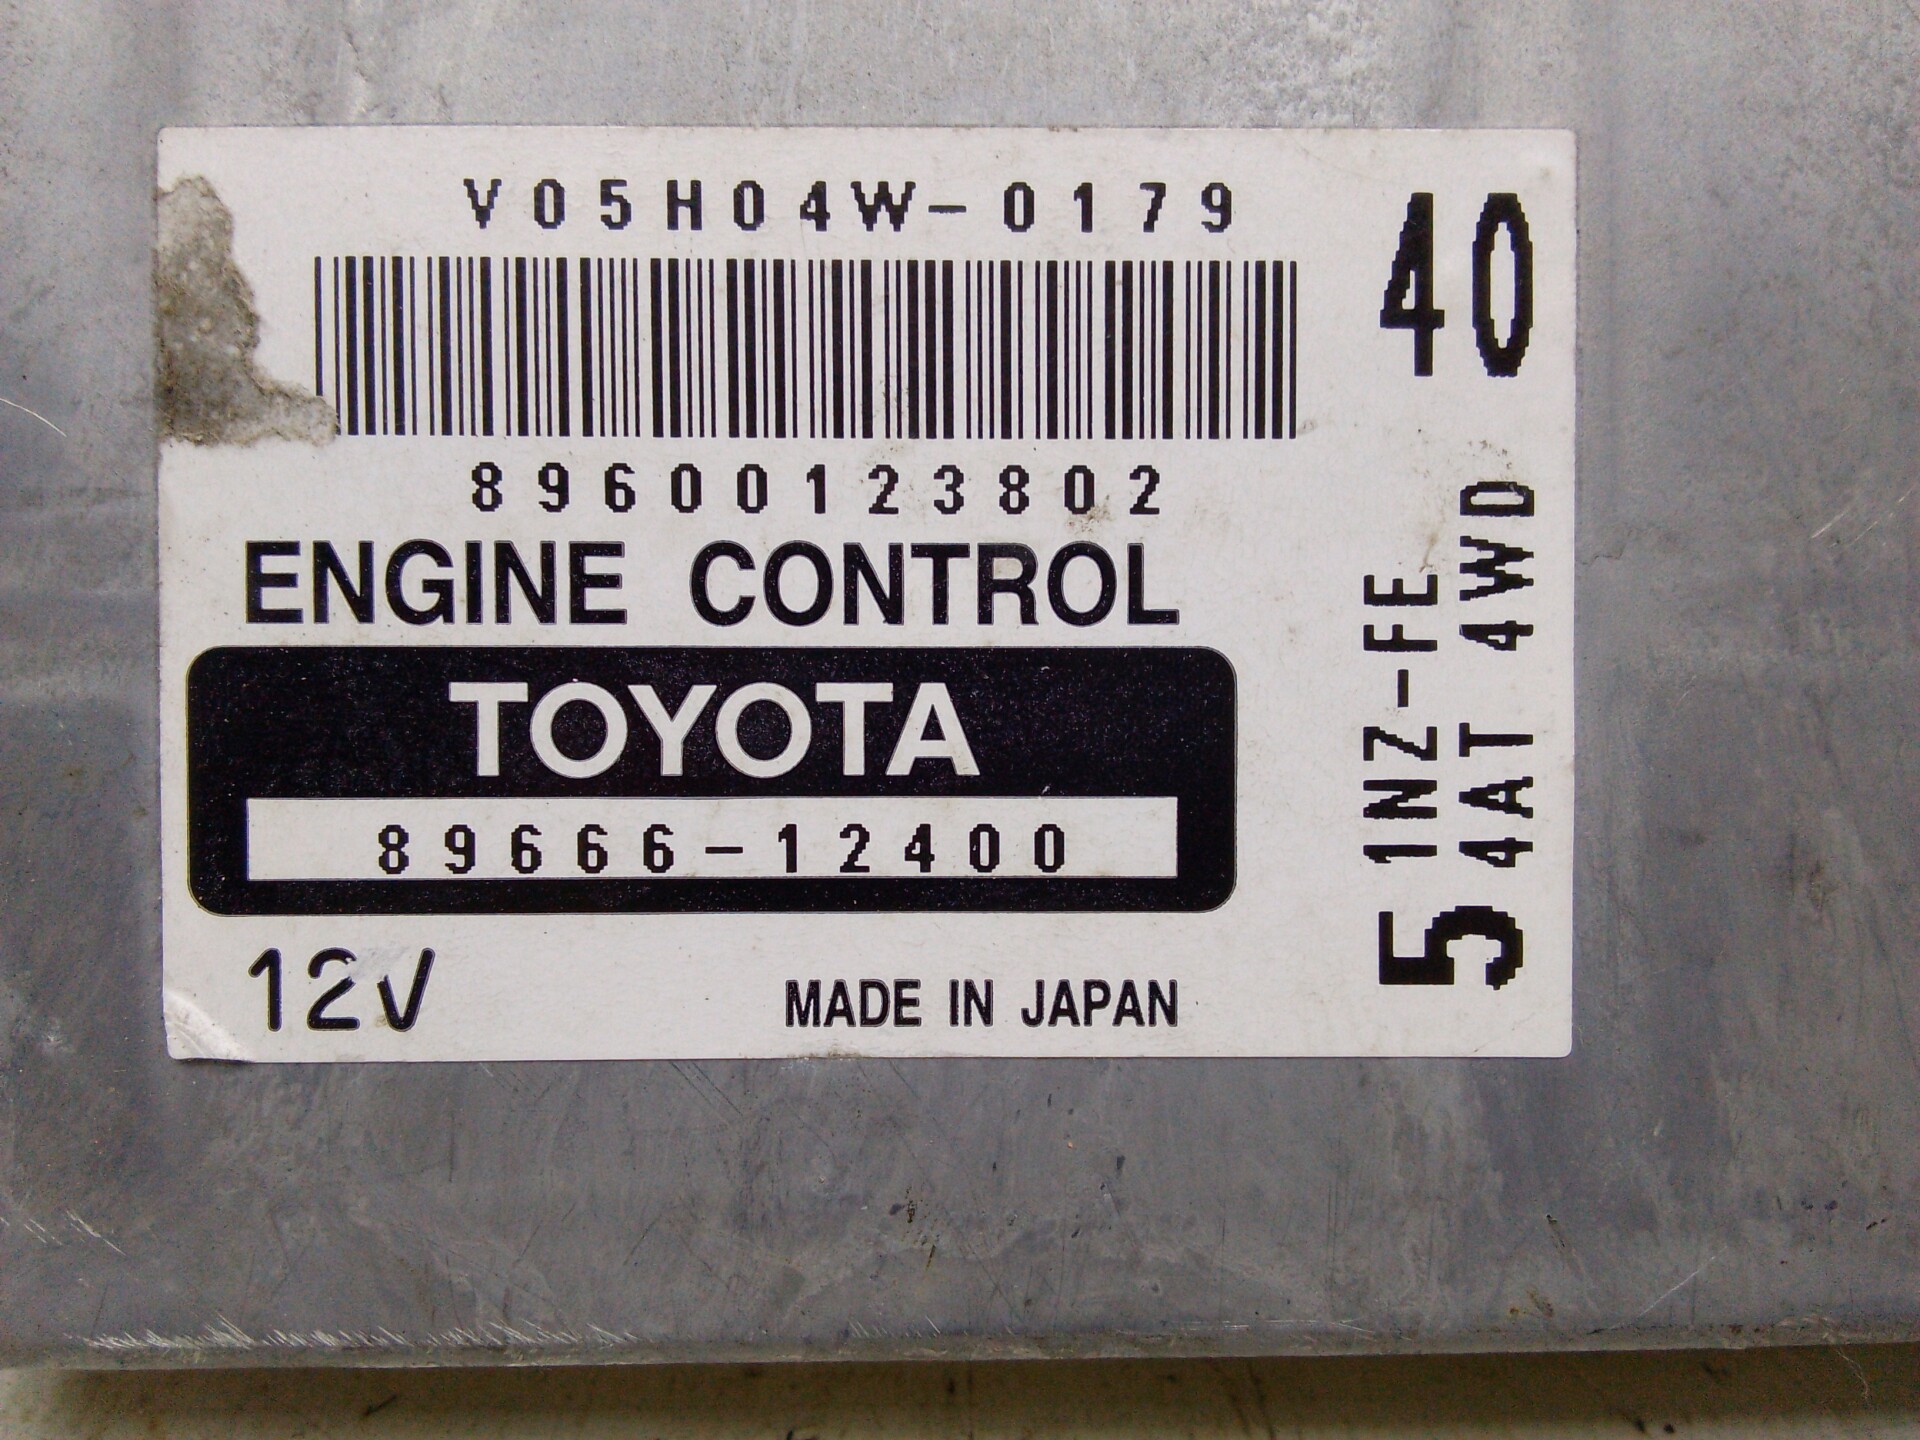 V05H04W-0179
89600123802
ENGINE CONTROL
TOYOTA
89666-12400
12V
MADE IN JAPAN
40
1NZ-FE
4AT 4WD
5